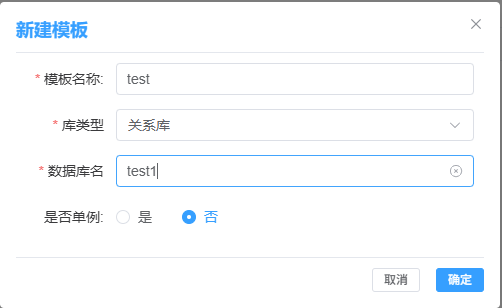 新建模板
* 模板名称: test
* 库类型 关系库
* 数据库名 test1
是否单例: 是 否
取消 确定